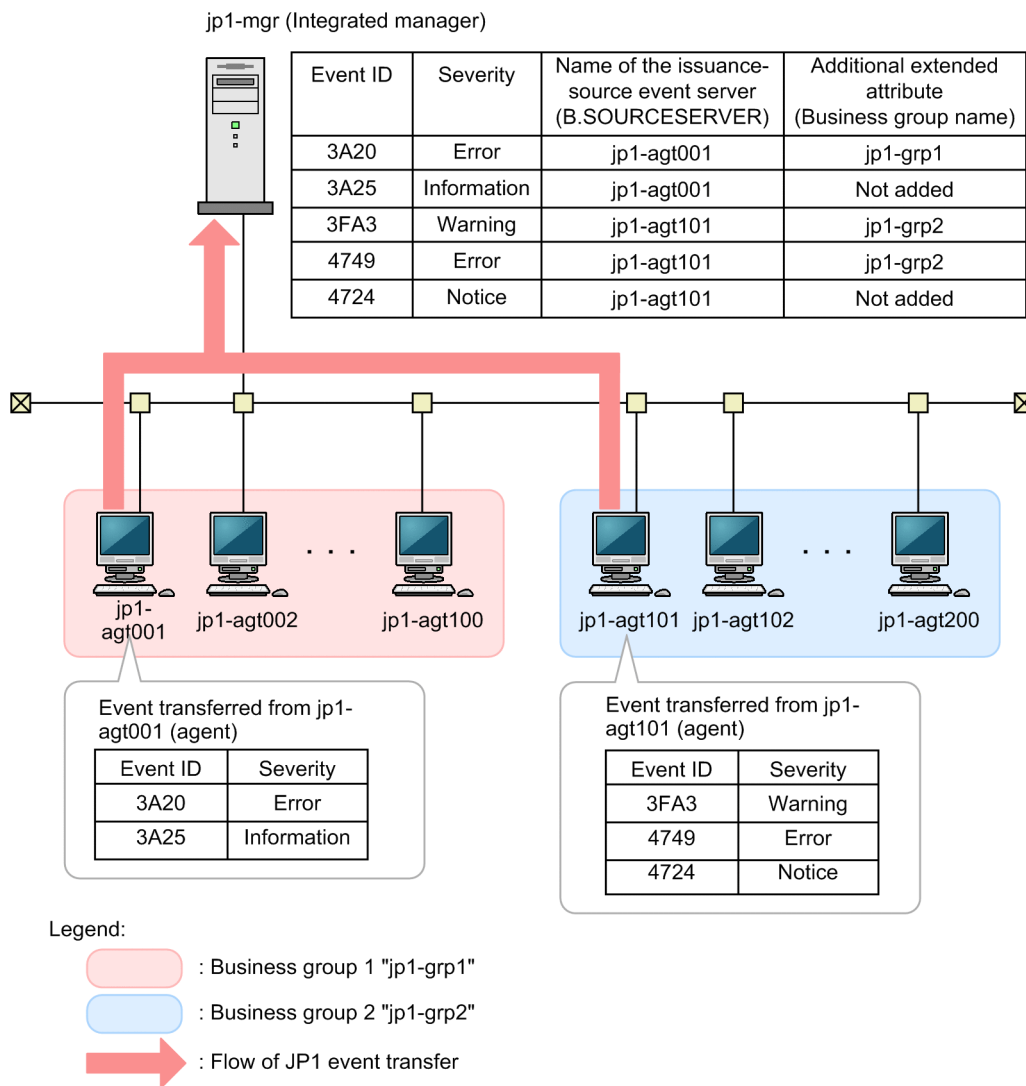 jp1-mgr (Integrated manager)
Event ID
Severity
Name of the issuance-
source event server
(B.SOURCESERVER)
Additional extended
attribute
(Business group name)
3A20
Error
jp1-agt001
jp1-grp1
3A25
Information
jp1-agt001
Not added
3FA3
Warning
jp1-agt101
jp1-grp2
4749
Error
jp1-agt101
jp1-grp2
4724
Notice
jp1-agt101
Not added
. . .
. . .
jp1-
agt001
jp1-agt002
jp1-agt100
jp1-agt101
jp1-agt102
jp1-agt200
Event transferred from jp1-
agt001 (agent)
Event ID
Severity
3A20
Error
3A25
Information
Event transferred from jp1-
agt101 (agent)
Event ID
Severity
3FA3
Warning
4749
Error
4724
Notice
Legend:
: Business group 1 "jp1-grp1"
: Business group 2 "jp1-grp2"
: Flow of JP1 event transfer